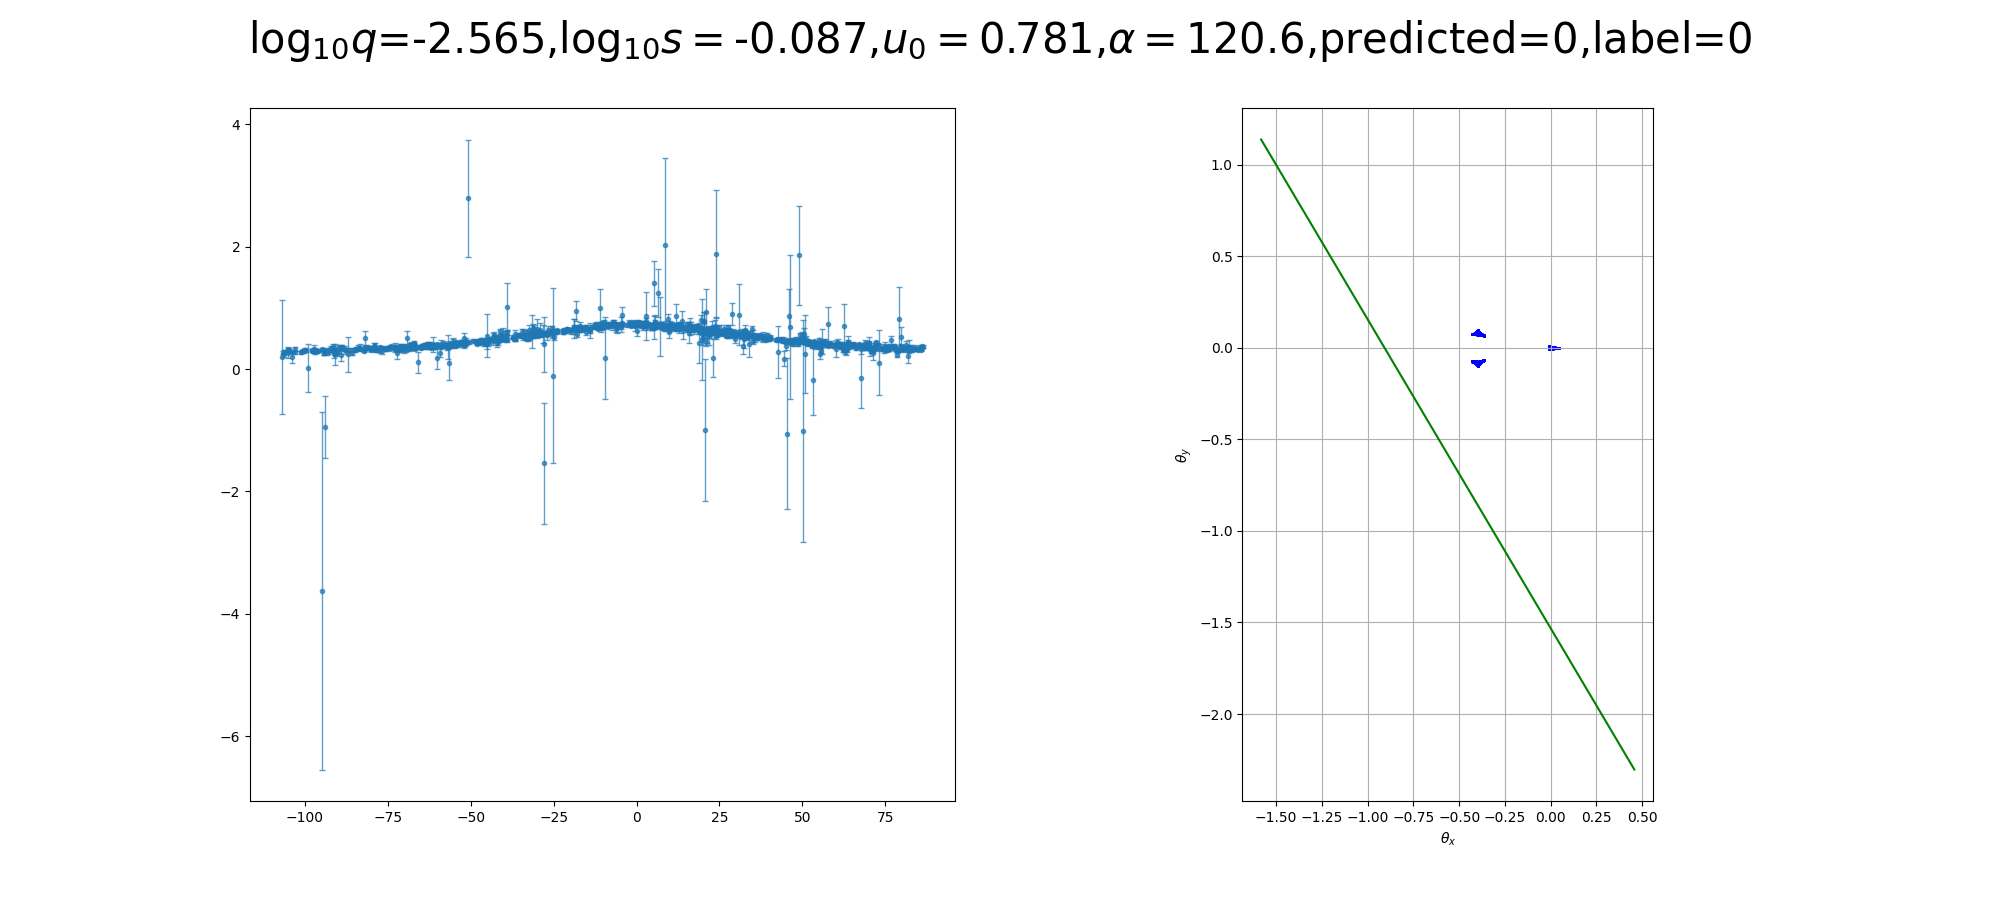 log₁₀q=-2.565,log₁₀s = -0.087,u₀ = 0.781,α = 120.6,predicted=0,label=0
4
2
0
−2
−4
−6
−100 −75 −50 −25 0 25 50 75
1.0
0.5
0.0
−0.5
−1.0
−1.5
−2.0
θy
−1.50 −1.25 −1.00 −0.75 −0.50 −0.25 0.00 0.25 0.50
θx